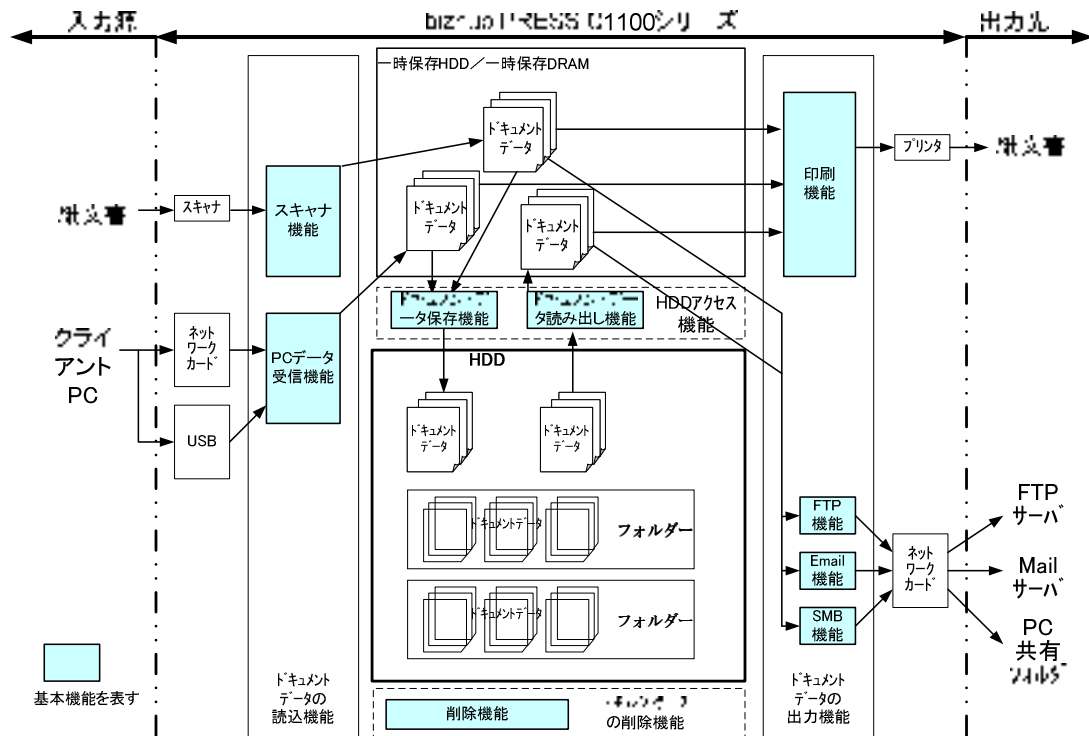 入力源
C1100シリーズ
出力先
一時保存HDD／一時保存DRAM
ドキュメント
データ
ドキュメント
データ
ドキュメント
データ
スキャナ
スキャナ
機能
印刷
機能
プリンタ
ータ保存機能
タ読み出し機能
HDDアクセス
機能
クライ
アント
PC
ネット
ワーク
カード
USB
PCデータ
受信機能
HDD
ドキュメント
データ
ドキュメント
データ
ドキュメントデータ
フォルダー
ドキュメントデータ
フォルダー
FTP
機能
Email
機能
SMB
機能
ネット
ワーク
カード
FTP
サーバ
Mail
サーバ
PC
共有
基本機能を表す
ドキュメント
データの
読込機能
削除機能
の削除機能
ドキュメント
データの
出力機能